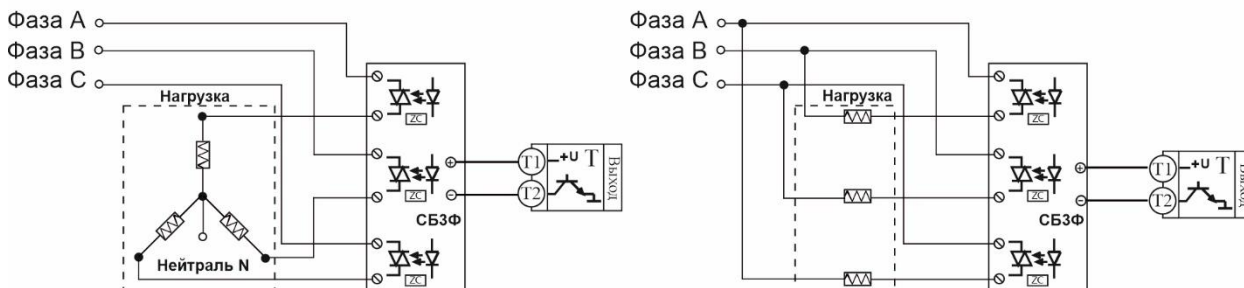 Фаза A
Фаза B
Фаза C
Нагрузка
Нейтраль N
ZC
ZC
ZC
СБ3Ф
T1
T2
+U
T
Выход
Фаза A
Фаза B
Фаза C
Нагрузка
ZC
ZC
ZC
СБ3Ф
T1
T2
+U
T
Выход